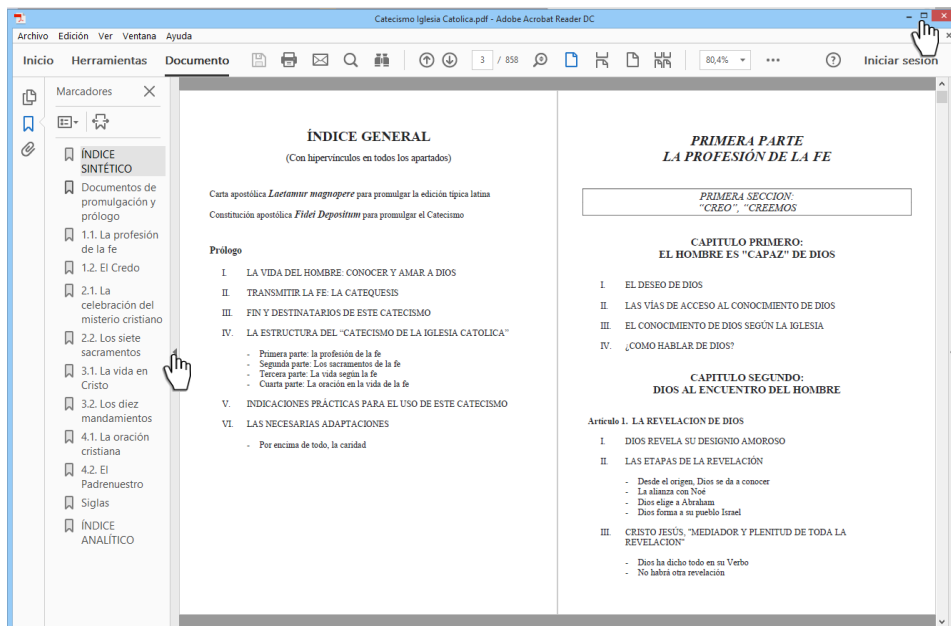 Catecismo Iglesia Catolica.pdf - Adobe Acrobat Reader DC
Archivo Edición Ver Ventana Ayuda
Inicio Herramientas Documento 3 / 858 80,4% Iniciar sesión
Marcadores
ÍNDICE
SINTÉTICO
Documentos de
promulgación y
prólogo
1.1. La profesión
de la fe
1.2. El Credo
2.1. La
celebración del
misterio cristiano
2.2. Los siete
sacramentos
3.1. La vida en
Cristo
3.2. Los diez
mandamientos
4.1. La oración
cristiana
4.2. El
Padrenuestro
Siglas
ÍNDICE
ANALÍTICO
ÍNDICE GENERAL
(Con hipervínculos en todos los apartados)
Carta apostólica Laetamur magnopere para promulgar la edición típica latina
Constitución apostólica Fidei Depositum para promulgar el Catecismo
Prólogo
I. LA VIDA DEL HOMBRE: CONOCER Y AMAR A DIOS
II. TRANSMITIR LA FE: LA CATEQUESIS
III. FIN Y DESTINATARIOS DE ESTE CATECISMO
IV. LA ESTRUCTURA DEL "CATECISMO DE LA IGLESIA CATOLICA"
- Primera parte: la profesión de la fe
- Segunda parte: Los sacramentos de la fe
- Tercera parte: La vida según la fe
- Cuarta parte: La oración en la vida de la fe
V. INDICACIONES PRÁCTICAS PARA EL USO DE ESTE CATECISMO
VI. LAS NECESARIAS ADAPTACIONES
- Por encima de todo, la caridad
PRIMERA PARTE
LA PROFESIÓN DE LA FE
PRIMERA SECCION:
"CREO", "CREEMOS
CAPITULO PRIMERO:
EL HOMBRE ES "CAPAZ" DE DIOS
I. EL DESEO DE DIOS
II. LAS VÍAS DE ACCESO AL CONOCIMIENTO DE DIOS
III. EL CONOCIMIENTO DE DIOS SEGÚN LA IGLESIA
IV. ¿COMO HABLAR DE DIOS?
CAPITULO SEGUNDO:
DIOS AL ENCUENTRO DEL HOMBRE
Artículo 1. LA REVELACION DE DIOS
I. DIOS REVELA SU DESIGNIO AMOROSO
II. LAS ETAPAS DE LA REVELACIÓN
- Desde el origen, Dios se da a conocer
- La alianza con Noé
- Dios elige a Abraham
- Dios forma a su pueblo Israel
III. CRISTO JESÚS, "MEDIADOR Y PLENITUD DE TODA LA
REVELACION"
- Dios ha dicho todo en su Verbo
- No habrá otra revelación